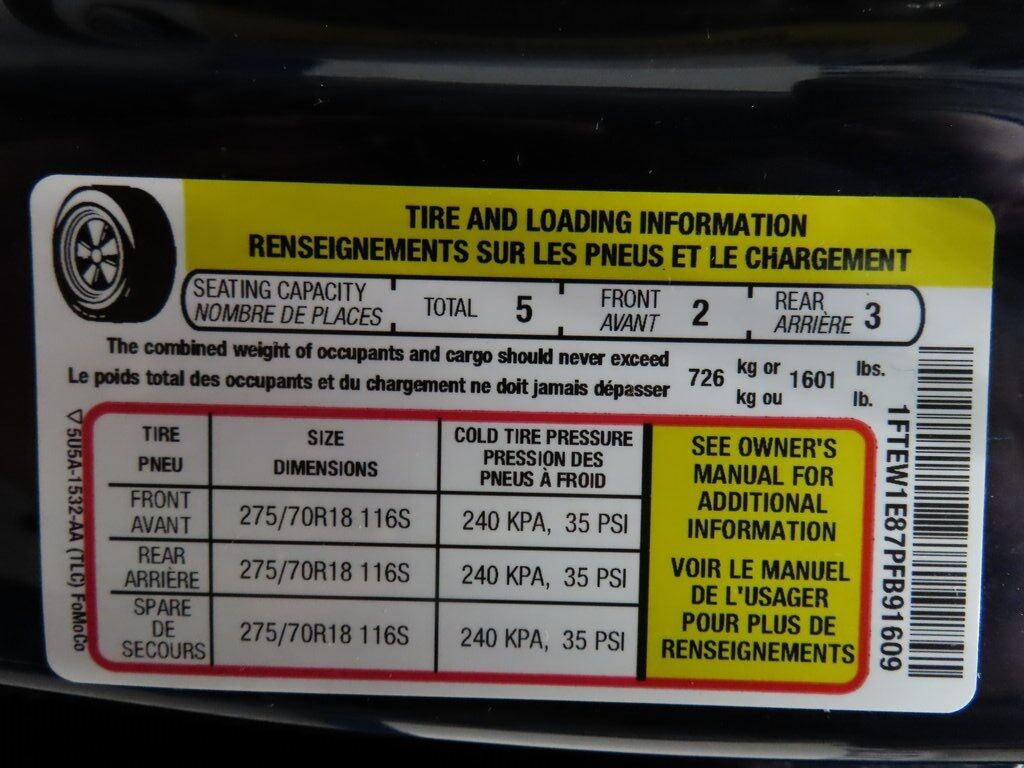 TIRE AND LOADING INFORMATION
RENSEIGNEMENTS SUR LES PNEUS ET LE CHARGEMENT
SEATING CAPACITY
NOMBRE DE PLACES
TOTAL 5
FRONT
AVANT 2
REAR
ARRIÈRE 3
The combined weight of occupants and cargo should never exceed
Le poids total des occupants et du chargement ne doit jamais dépasser
726 kg or 1601 lbs.
kg ou lb.
TIRE
PNEU
SIZE
DIMENSIONS
COLD TIRE PRESSURE
PRESSION DES
PNEUS À FROID
FRONT
AVANT
275/70R18 116S
240 KPA, 35 PSI
REAR
ARRIÈRE
275/70R18 116S
240 KPA, 35 PSI
SPARE
DE
SECOURS
275/70R18 116S
240 KPA, 35 PSI
SEE OWNER'S
MANUAL FOR
ADDITIONAL
INFORMATION
VOIR LE MANUEL
DE L'USAGER
POUR PLUS DE
RENSEIGNEMENTS
5U5A-1532-AA (TLC) FoMoCo
1FTEW1E87PFB91609